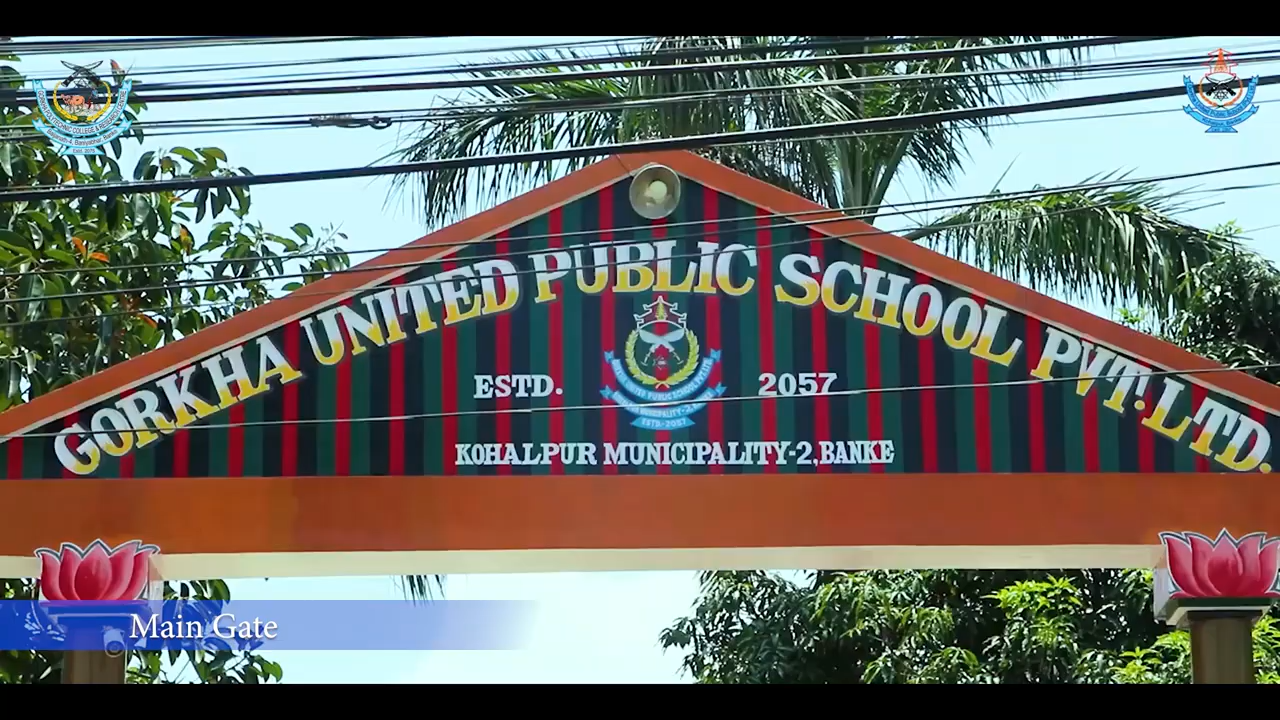 GORKHA UNITED PUBLIC SCHOOL PVT. LTD.
ESTD. 2057
KOHALPUR MUNICIPALITY-2, BANKE
Main Gate